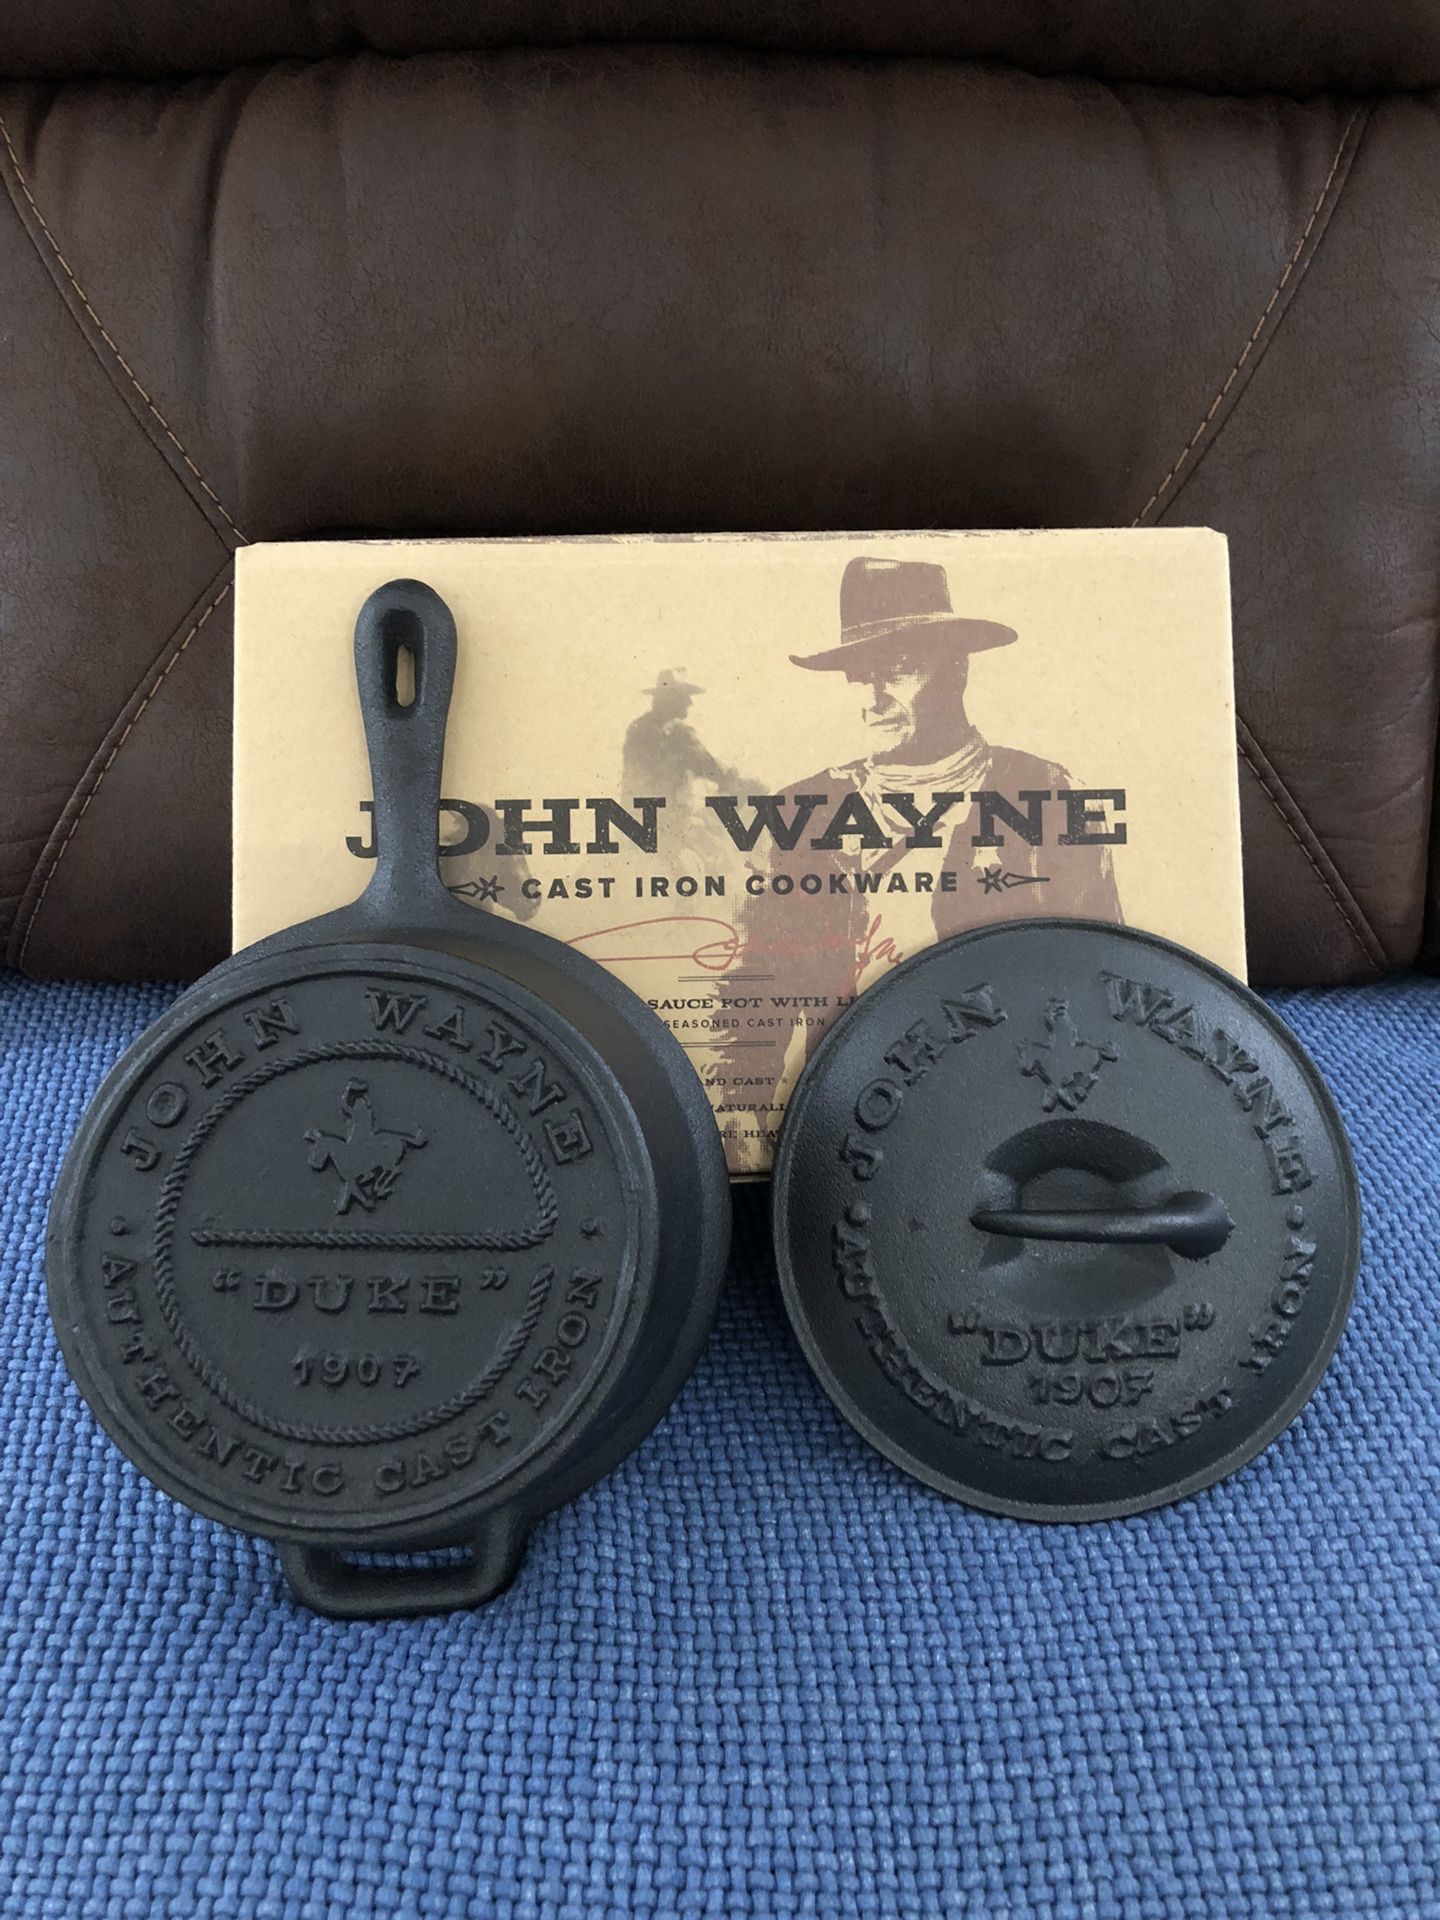 JOHN WAYNE
CAST IRON COOKWARE
SAUCE POT WITH
SEASONED CAST IRON
CAST
JOHN WAYNE
"DUKE"
1907
AUTHENTIC CAST IRON
JOHN WAYNE
"DUKE"
1907
AUTHENTIC CAST IRON